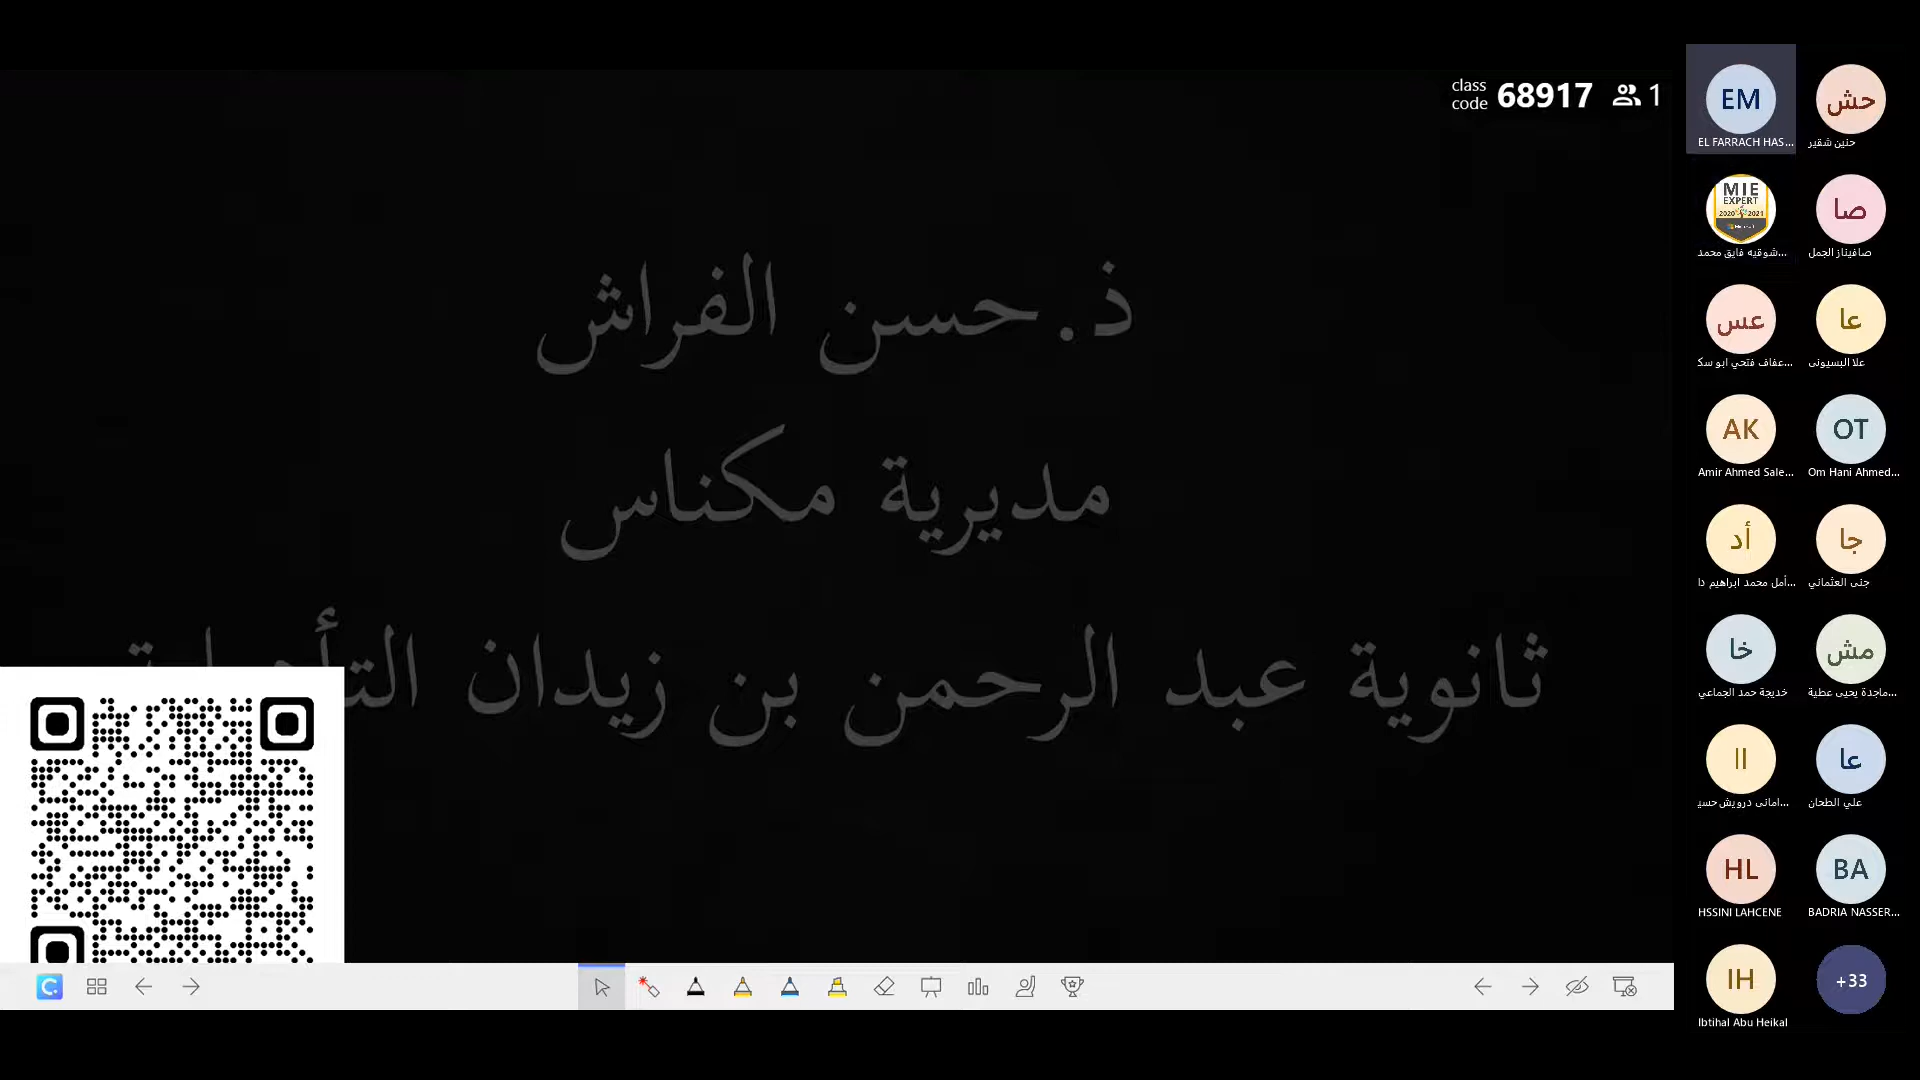 class
code 68917 1
ذ.حسن الفراش
مديرية مكناس
ثانوية عبد الرحمن بن زيدان
EM
EL FARRACH HAS...
حش
حنين شقير
MIE
EXPERT
2020 2021
شوقيه فايق محمد...
صا
صافيناز الجمل
عس
عفاف فتحي ابو سک...
عا
علا البسيونى
AK
Amir Ahmed Sale...
OT
Om Hani Ahmed...
أد
أمل محمد ابراهيم دا...
جا
جنى العثماني
خا
خديجة حمد الجماعي
مش
ماجدة يحيى عطية...
اا
امانى درويش حسي...
عا
علي الطحان
HL
HSSINI LAHCENE
BA
BADRIA NASSER...
IH
Ibtihal Abu Heikal
+33